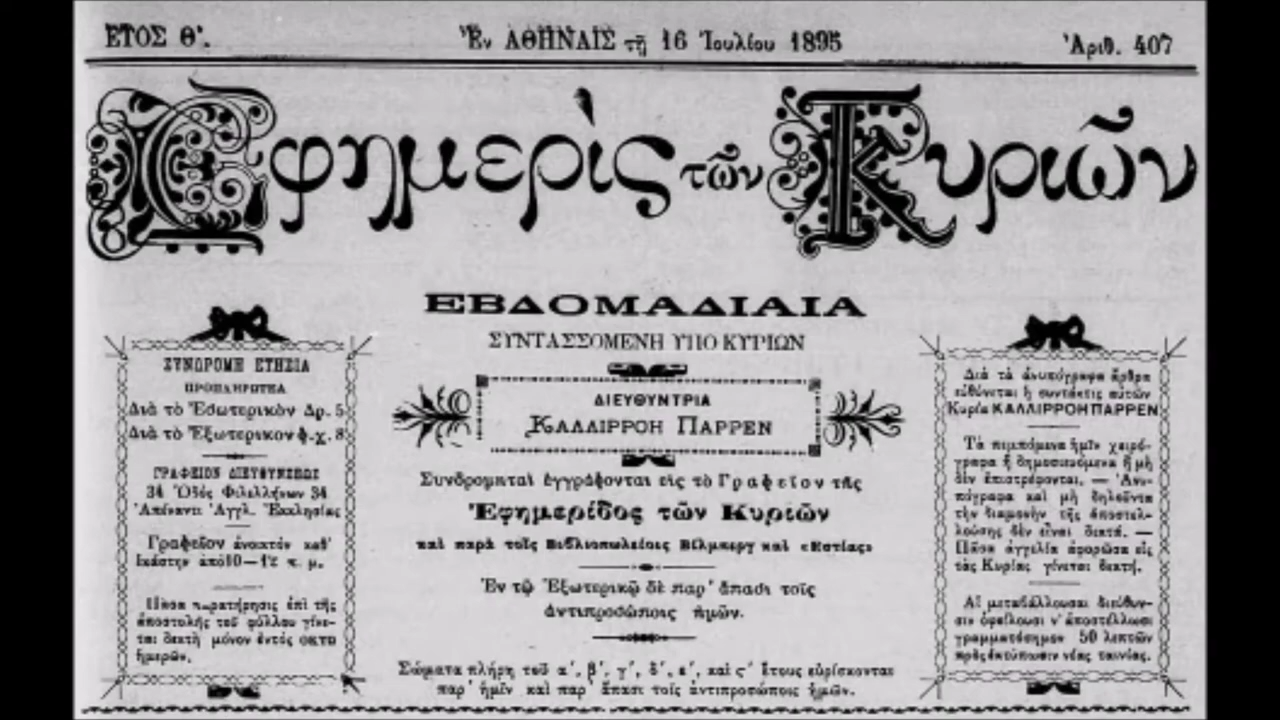 ΕΤΟΣ Θ΄.
Ἐν ΑΘΗΝΑΙΣ τῇ 16 Ἰουλίου 1895
Ἀριθ. 407
Ἐφημερὶς τῶν Κυριῶν
ΕΒΔΟΜΑΔΙΑΙΑ
ΣΥΝΤΑΣΣΟΜΕΝΗ ΥΠΟ ΚΥΡΙΩΝ
ΣΥΝΔΡΟΜΗ ΕΤΗΣΙΑ
ΠΡΟΠΛΗΡΩΤΕΑ
Διὰ τὸ Ἐσωτερικὸν Δρ. 5
Διὰ τὸ Ἐξωτερικον φ. χ. 8
ΓΡΑΦΕΙΟΝ ΔΙΕΥΘΥΝΣΕΩΣ
34 Ὁδὸς Φιλελλήνων 34
Ἀπέναντι Ἀγγλ. Ἐκκλησίας
Γραφεῖον ἀνοικτὸν καθ᾽
ἑκάστην ἀπὸ 10—12 π. μ.
Πᾶσα παρατήρησις ἐπὶ τῆς
ἀποστολῆς τοῦ φύλλου γίνε-
ται δεκτὴ μόνον ἐντὸς ὀκτὼ
ἡμερῶν.
ΔΙΕΥΘΥΝΤΡΙΑ
ΚΑΛΛΙΡΡΟΗ ΠΑΡΡΕΝ
Συνδρομηταὶ ἐγγράφονται εἰς τὸ Γραφεῖον τῆς
Ἐφημερίδος τῶν Κυριῶν
καὶ παρὰ τοῖς Βιβλιοπωλείοις Βίλμπεργ καὶ «Ἑστίας»
Ἐν τῷ Ἐξωτερικῷ δὲ παρ᾽ ἅπασι τοῖς
ἀντιπροσώποις ἡμῶν.
Σώματα πλήρη τοῦ α΄, β΄, γ΄, δ΄, ε΄, καὶ ς΄ ἔτους εὑρίσκονται
παρ᾽ ἡμῖν καὶ παρ᾽ ἅπασι τοῖς ἀντιπροσώποις ἡμῶν.
Διὰ τὰ ἀνυπόγραφα ἄρθρα
εὐθύνεται ἡ συντάκτις αὐτῶν
Κυρία ΚΑΛΛΙΡΡΟΗ ΠΑΡΡΕΝ
Τὰ πεμπόμενα ἡμῖν χειρό-
γραφα ἢ δημοσιευόμενα ἢ μὴ
δὲν ἐπιστρέφονται. — Ἀνυ-
πόγραφα καὶ μὴ δηλοῦντα
τὴν διαμονὴν τῆς ἀποστελ-
λούσης δὲν εἶναι δεκτά. —
Πᾶσα ἀγγελία ἀφορῶσα εἰς
τὰς Κυρίας γίνεται δεκτή.
Αἱ μεταβάλλουσαι διεύθυν-
σιν ὀφείλουσι ν᾽ ἀποστέλλωσι
γραμματόσημον 50 λεπτῶν
πρὸς ἐκτύπωσιν νέας ταινίας.